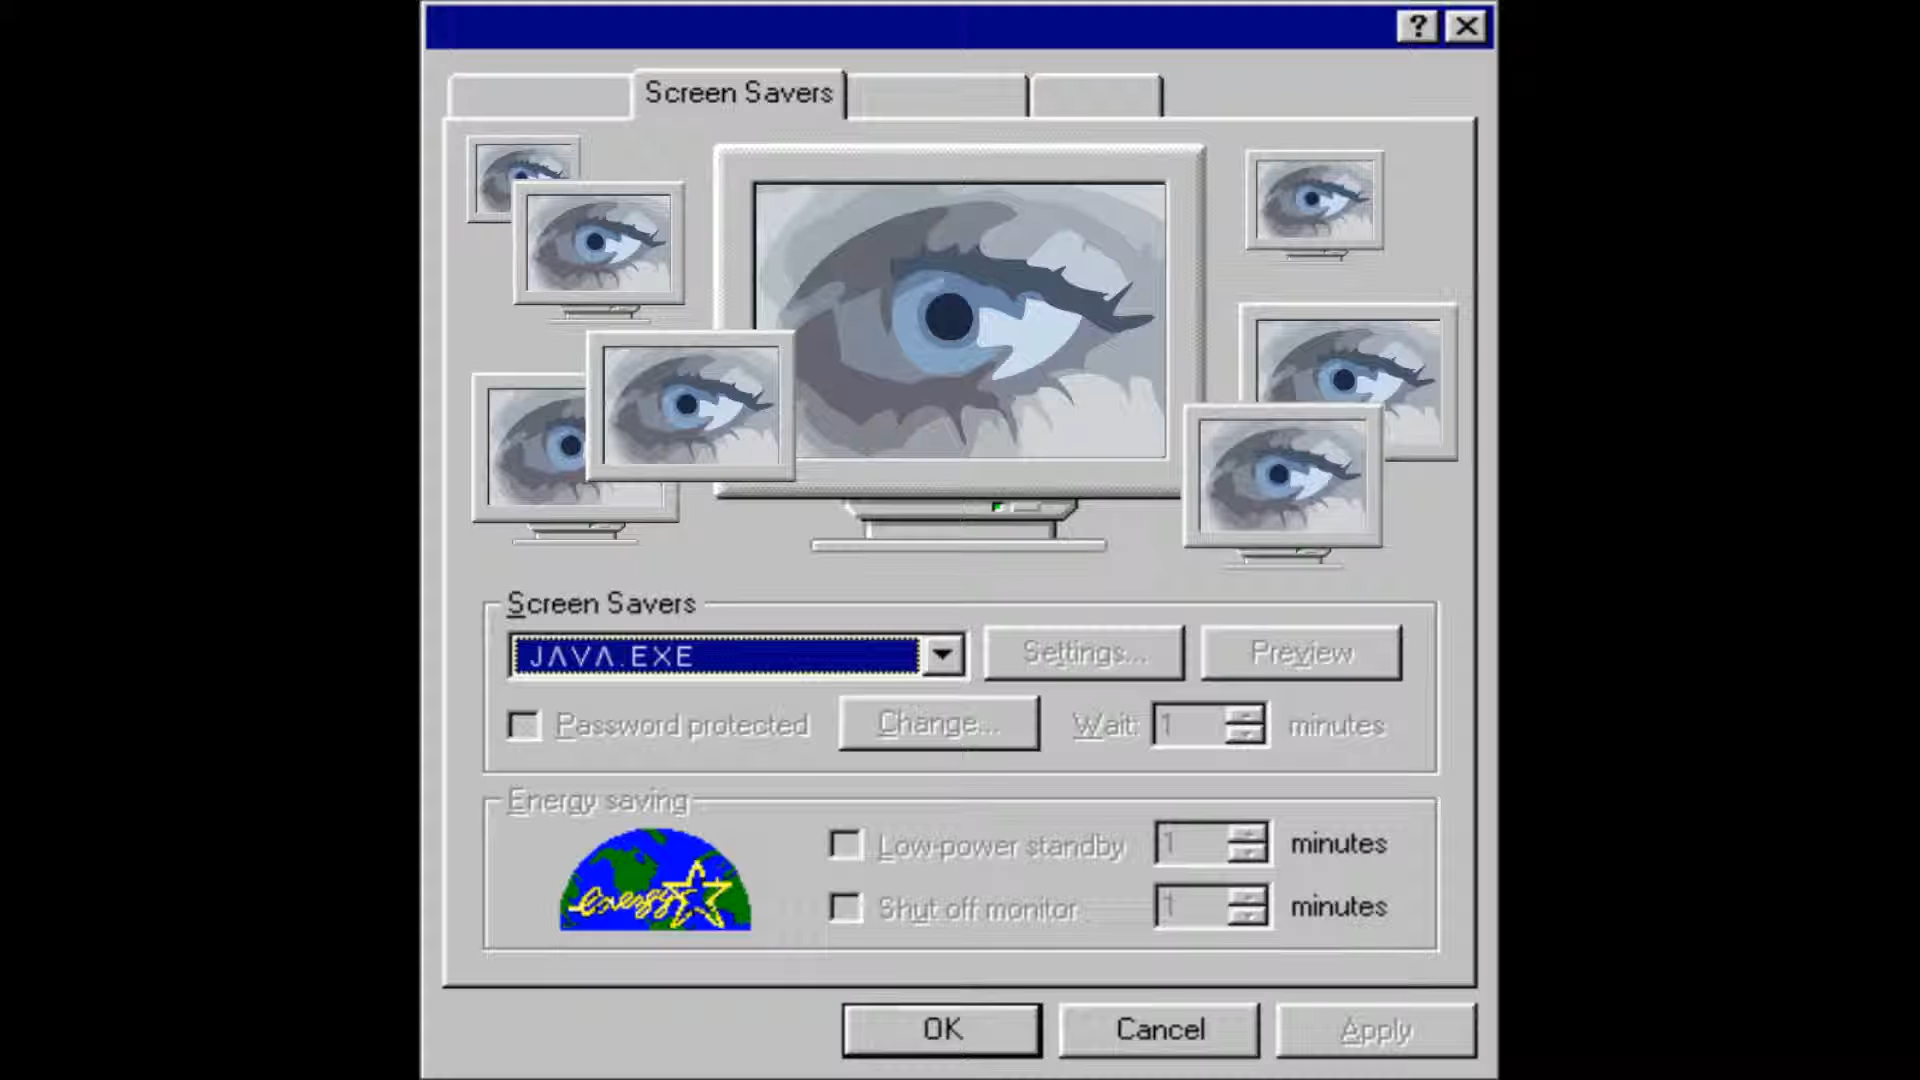 ?
Screen Savers
Screen Savers
JAVA.EXE
Settings...
Preview
Password protected
Change...
Wait:
1
minutes
Energy saving
energy
Low-power standby
1
minutes
Shut off monitor
1
minutes
OK
Cancel
Apply